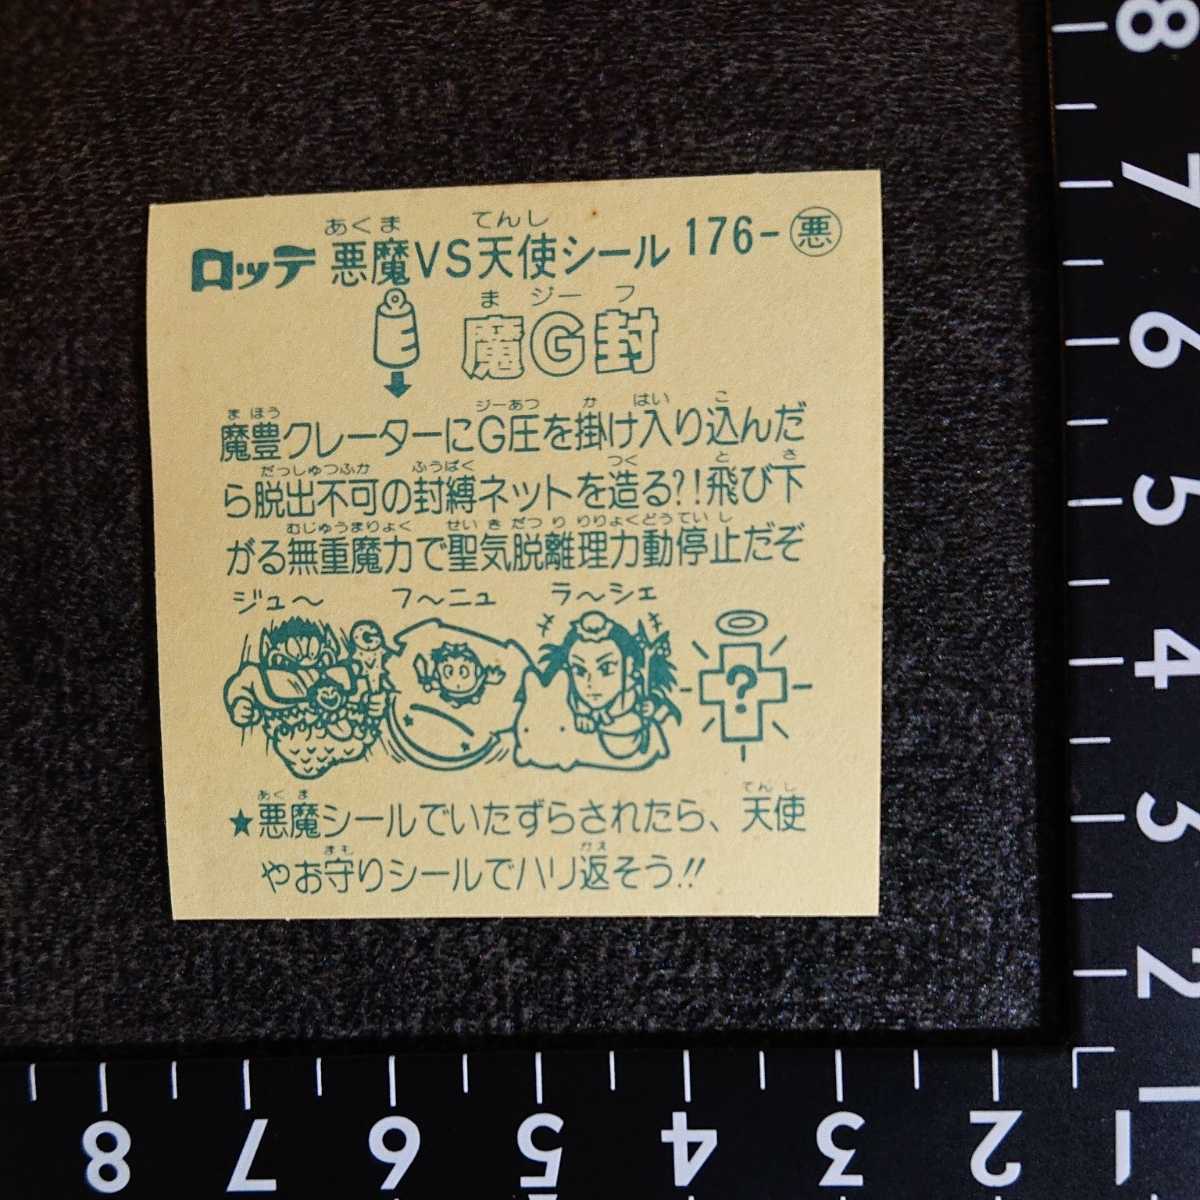 あくま てんし
ロッテ 悪魔VS天使シール 176-悪
ま ジー フ
魔G封
ま ほう ジーあつ か はい こ
魔豊クレーターにG圧を掛け入り込んだ
だっしゅつふか ふうばく つく と さ
ら脱出不可の封縛ネットを造る?!飛び下
むじゅうまりょく せい き だつ り りりょくどうてい し
がる無重魔力で聖気脱離理力動停止だぞ
ジュ〜 フ〜ニュ ラ〜シェ
?
あく ま てん し
★悪魔シールでいたずらされたら、天使
まも カエ
やお守りシールでハリ返そう!!
8
7
6
5
4
3
2
1
8 7 6 5 4 3 2